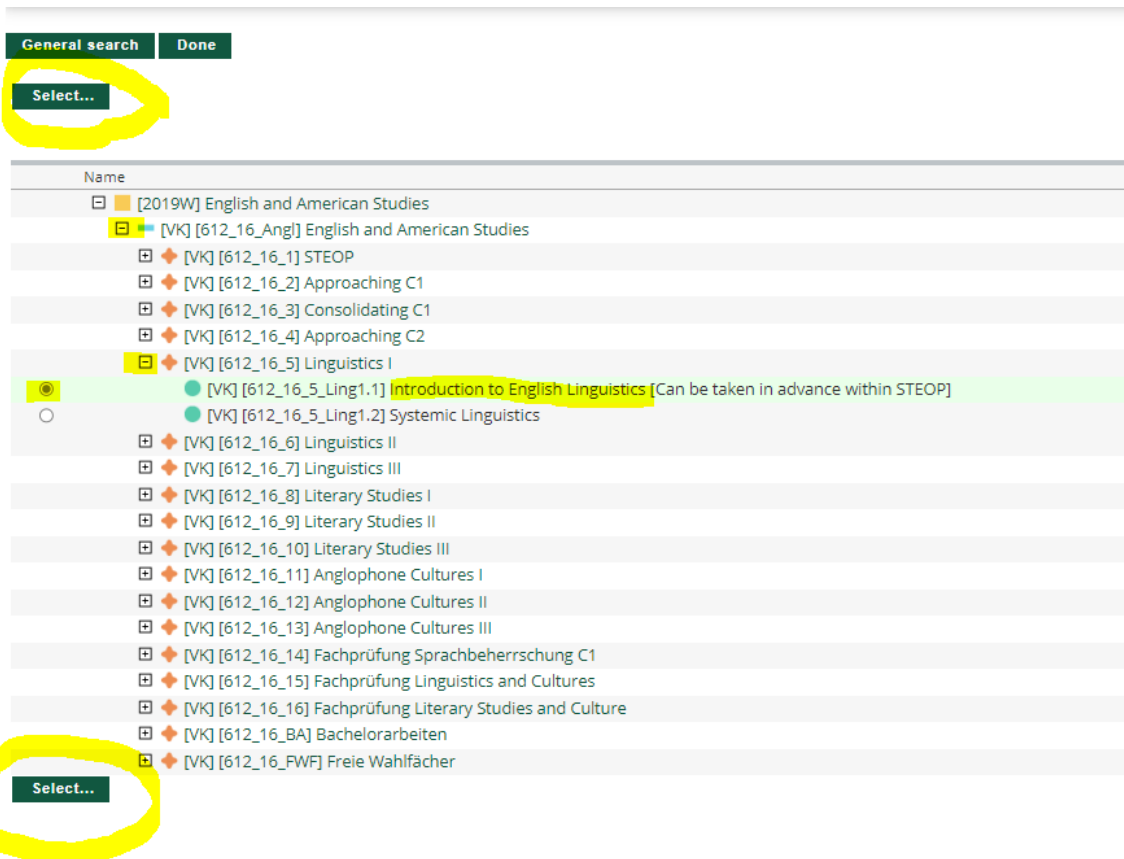 General search Done
Select...
Name
[2019W] English and American Studies
[VK] [612_16_Angl] English and American Studies
[VK] [612_16_1] STEOP
[VK] [612_16_2] Approaching C1
[VK] [612_16_3] Consolidating C1
[VK] [612_16_4] Approaching C2
[VK] [612_16_5] Linguistics I
[VK] [612_16_5_Ling1.1] Introduction to English Linguistics [Can be taken in advance within STEOP]
[VK] [612_16_5_Ling1.2] Systemic Linguistics
[VK] [612_16_6] Linguistics II
[VK] [612_16_7] Linguistics III
[VK] [612_16_8] Literary Studies I
[VK] [612_16_9] Literary Studies II
[VK] [612_16_10] Literary Studies III
[VK] [612_16_11] Anglophone Cultures I
[VK] [612_16_12] Anglophone Cultures II
[VK] [612_16_13] Anglophone Cultures III
[VK] [612_16_14] Fachprüfung Sprachbeherrschung C1
[VK] [612_16_15] Fachprüfung Linguistics and Cultures
[VK] [612_16_16] Fachprüfung Literary Studies and Culture
[VK] [612_16_BA] Bachelorarbeiten
[VK] [612_16_FWF] Freie Wahlfächer
Select...